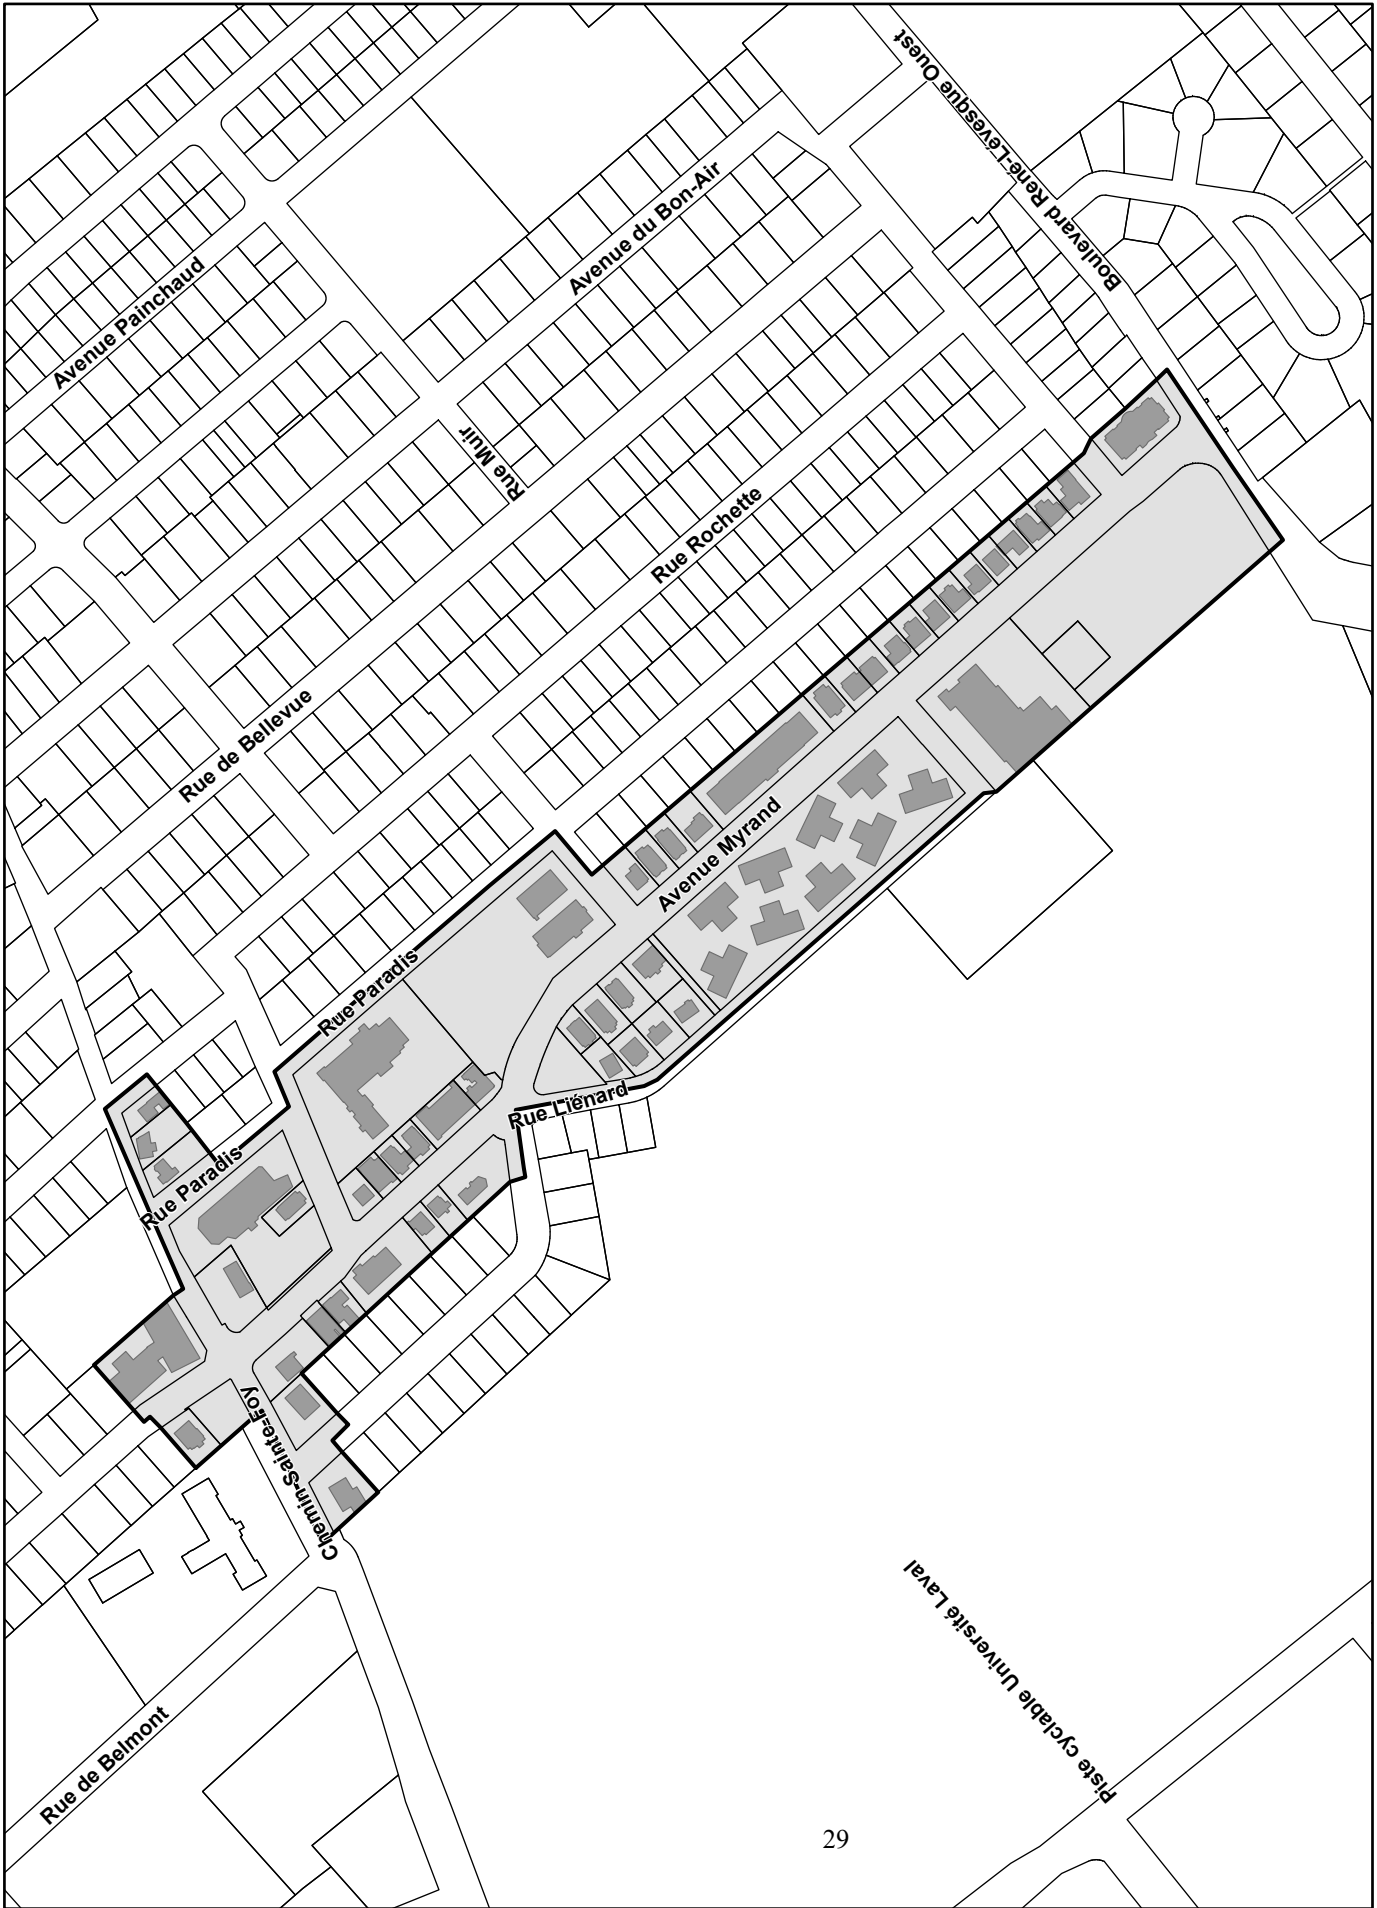 Boulevard René-Lévesque Ouest
Avenue du Bon-Air
Avenue Painchaud
Rue Muir
Rue Rochette
Rue de Bellevue
Avenue Myrand
Rue Paradis
Rue Liénard
Rue Paradis
Chemin Sainte-Foy
Piste cyclable Université Laval
Rue de Belmont
29